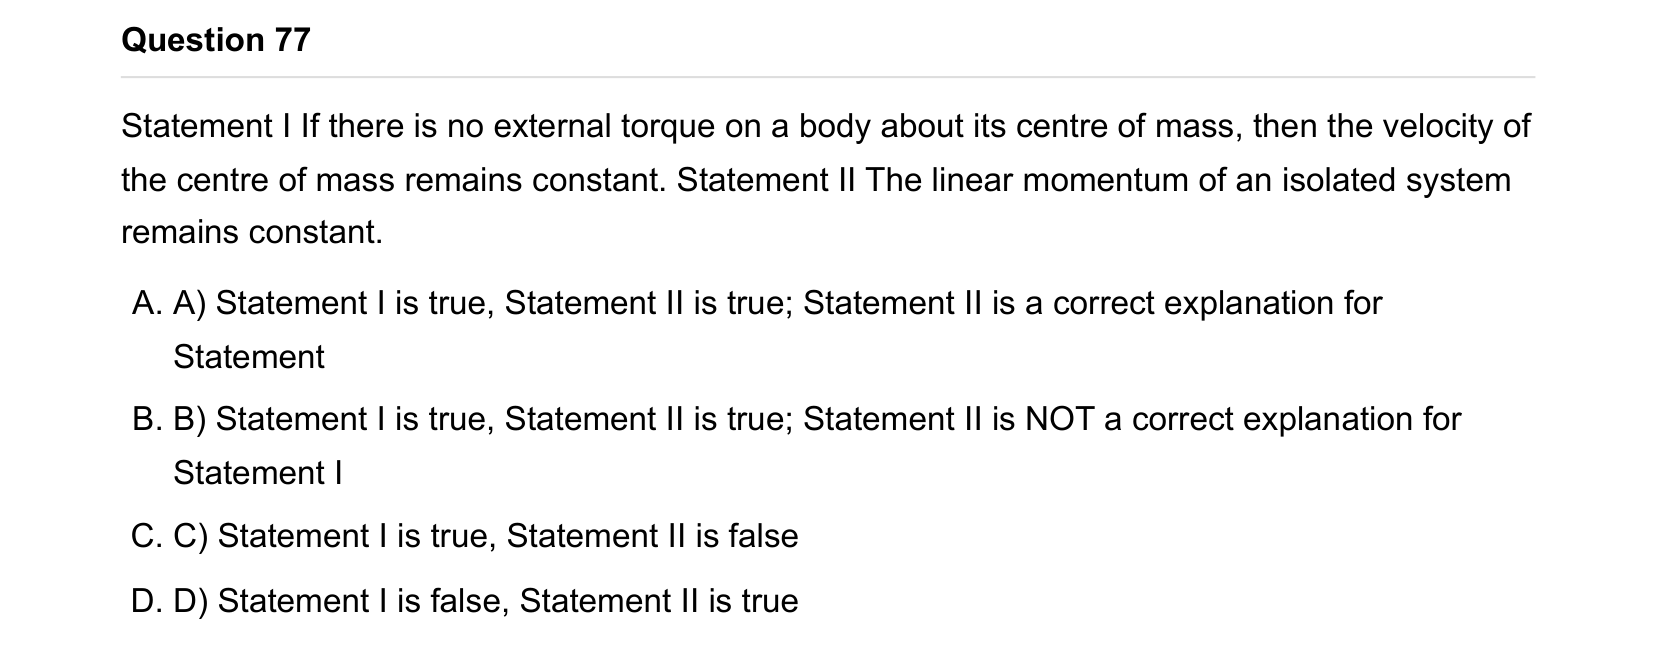 Question 77
Statement I If there is no external torque on a body about its centre of mass, then the velocity of
the centre of mass remains constant. Statement II The linear momentum of an isolated system
remains constant.
A. A) Statement I is true, Statement II is true; Statement II is a correct explanation for
Statement
B. B) Statement I is true, Statement II is true; Statement II is NOT a correct explanation for
Statement I
C. C) Statement I is true, Statement II is false
D. D) Statement I is false, Statement II is true